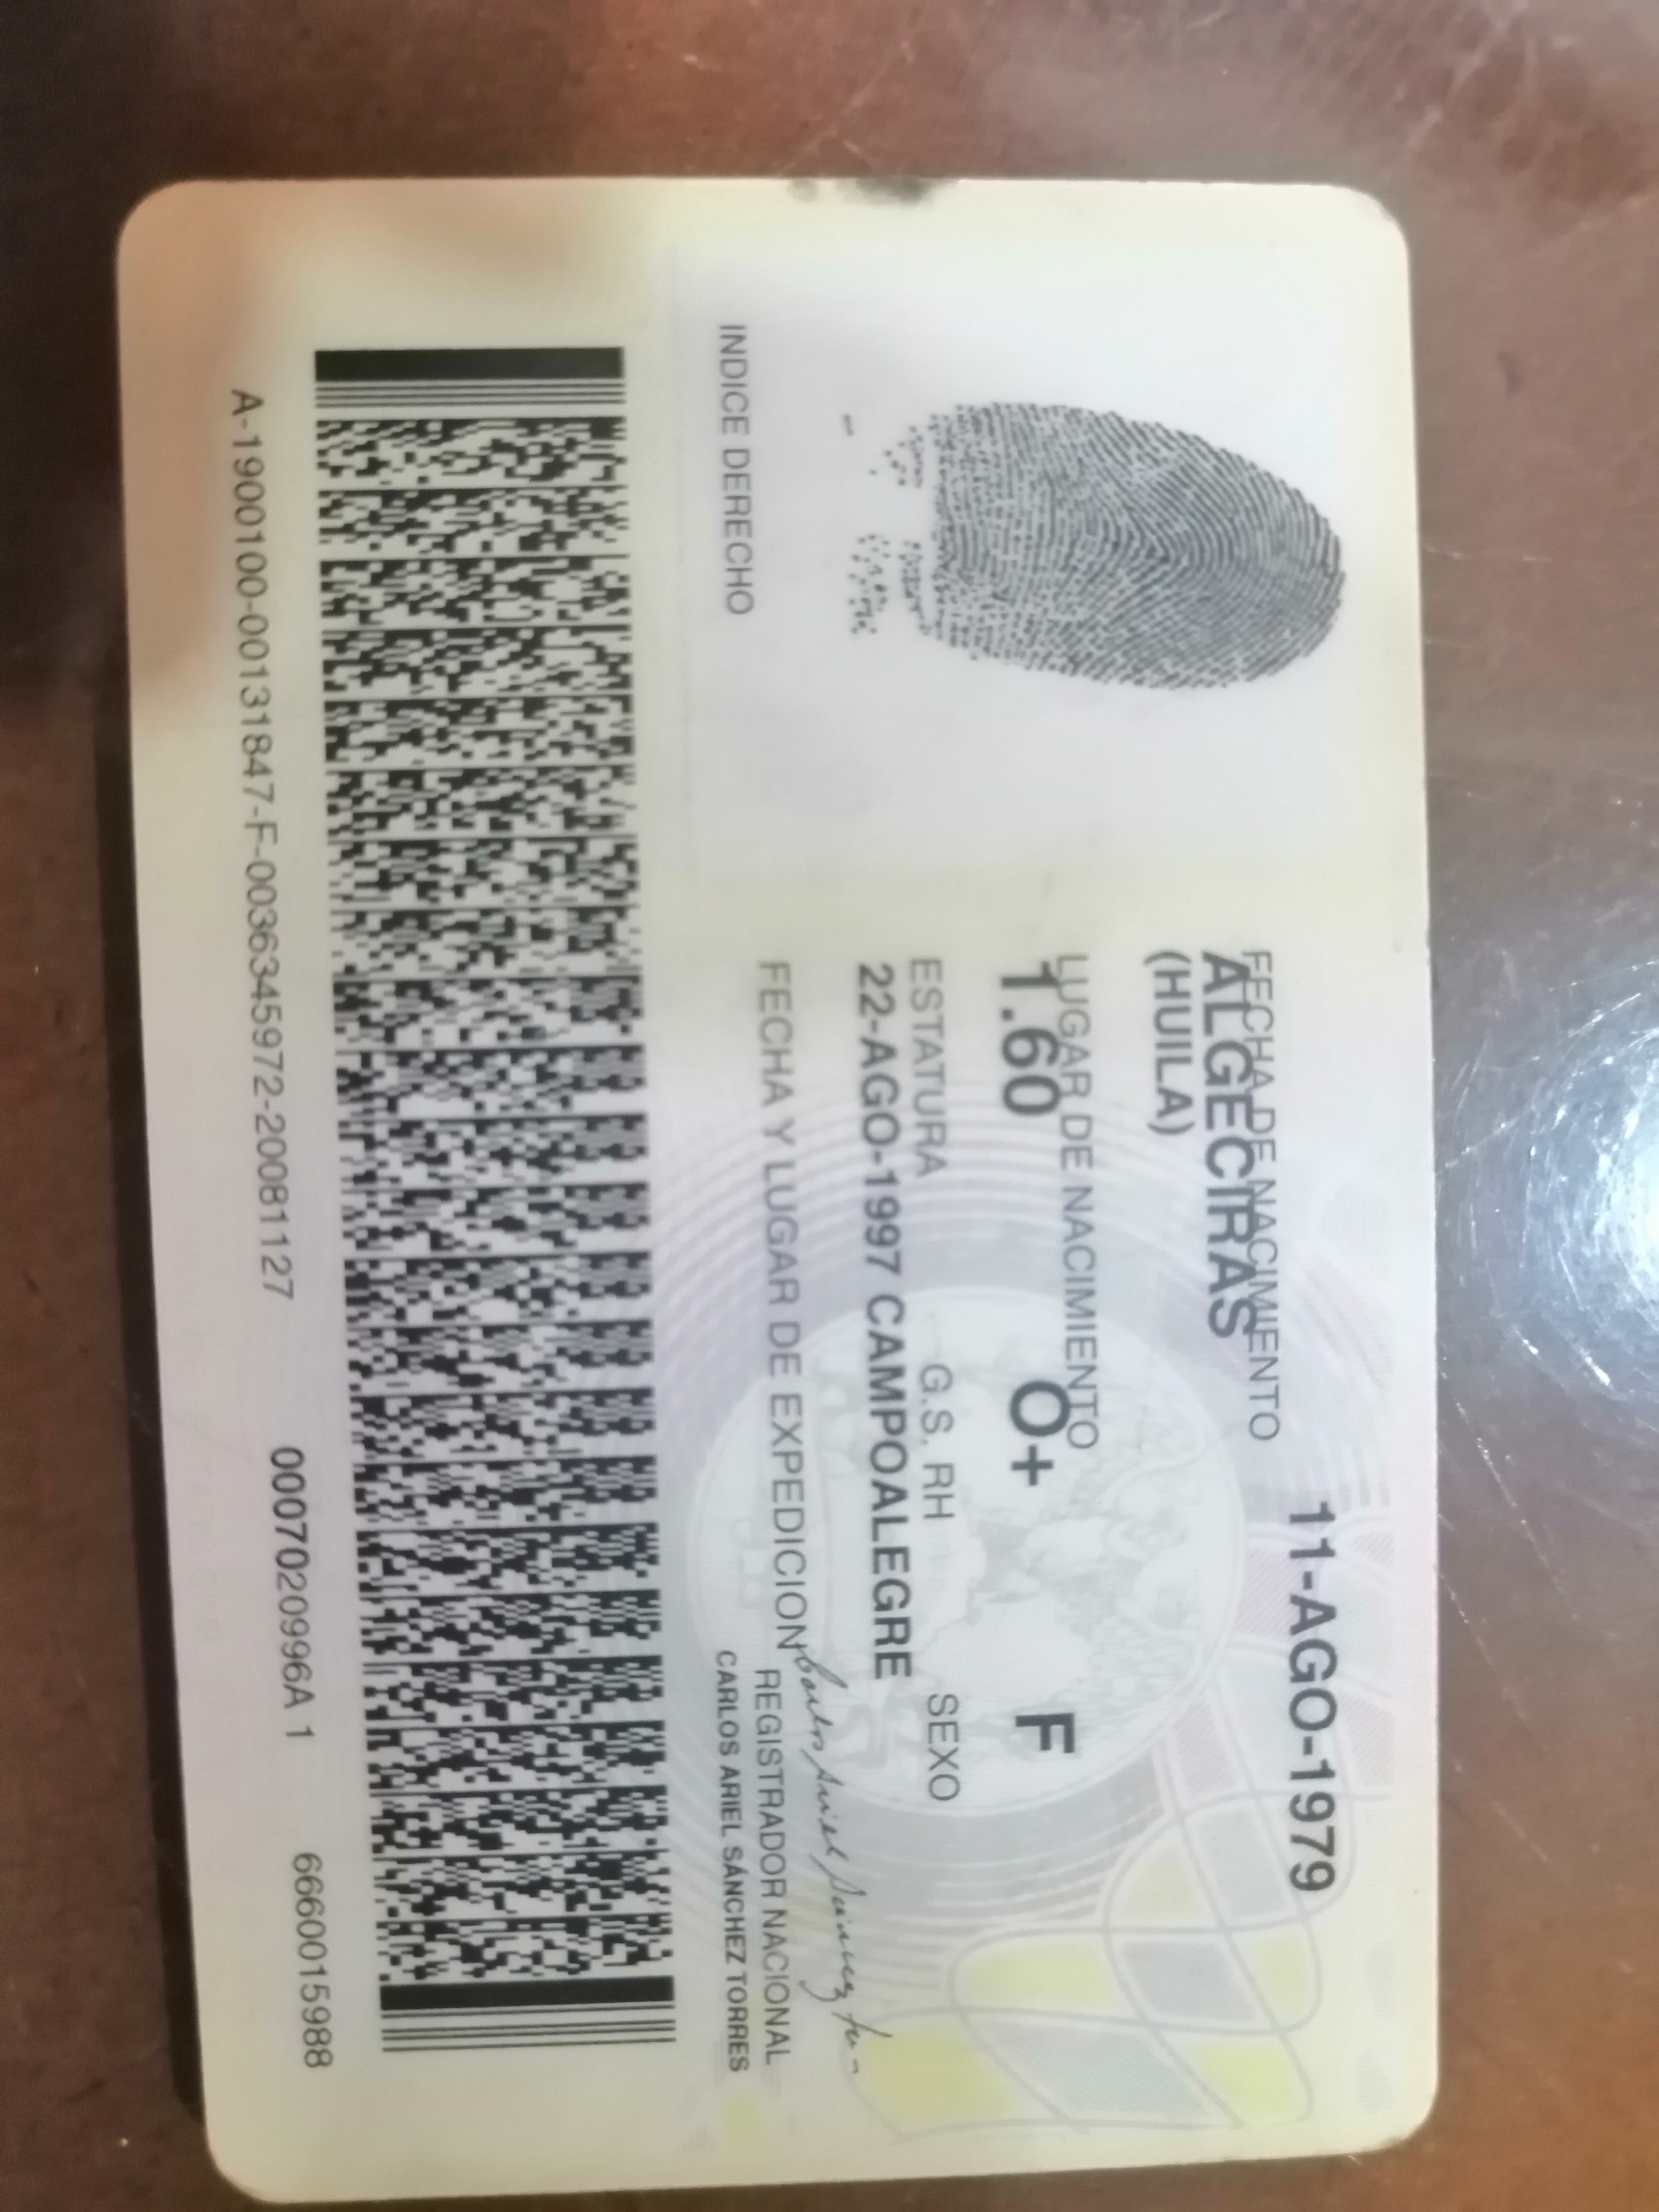 FECHA DE NACIMIENTO 11-AGO-1979
ALGECIRAS
(HUILA)
LUGAR DE NACIMIENTO
1.60 O+ F
ESTATURA G.S. RH SEXO
22-AGO-1997 CAMPOALEGRE
FECHA Y LUGAR DE EXPEDICION
REGISTRADOR NACIONAL
CARLOS ARIEL SÁNCHEZ TORRES
INDICE DERECHO
A-1900100-00131847-F-0036345972-20081127 0007020996A 1 6660015988